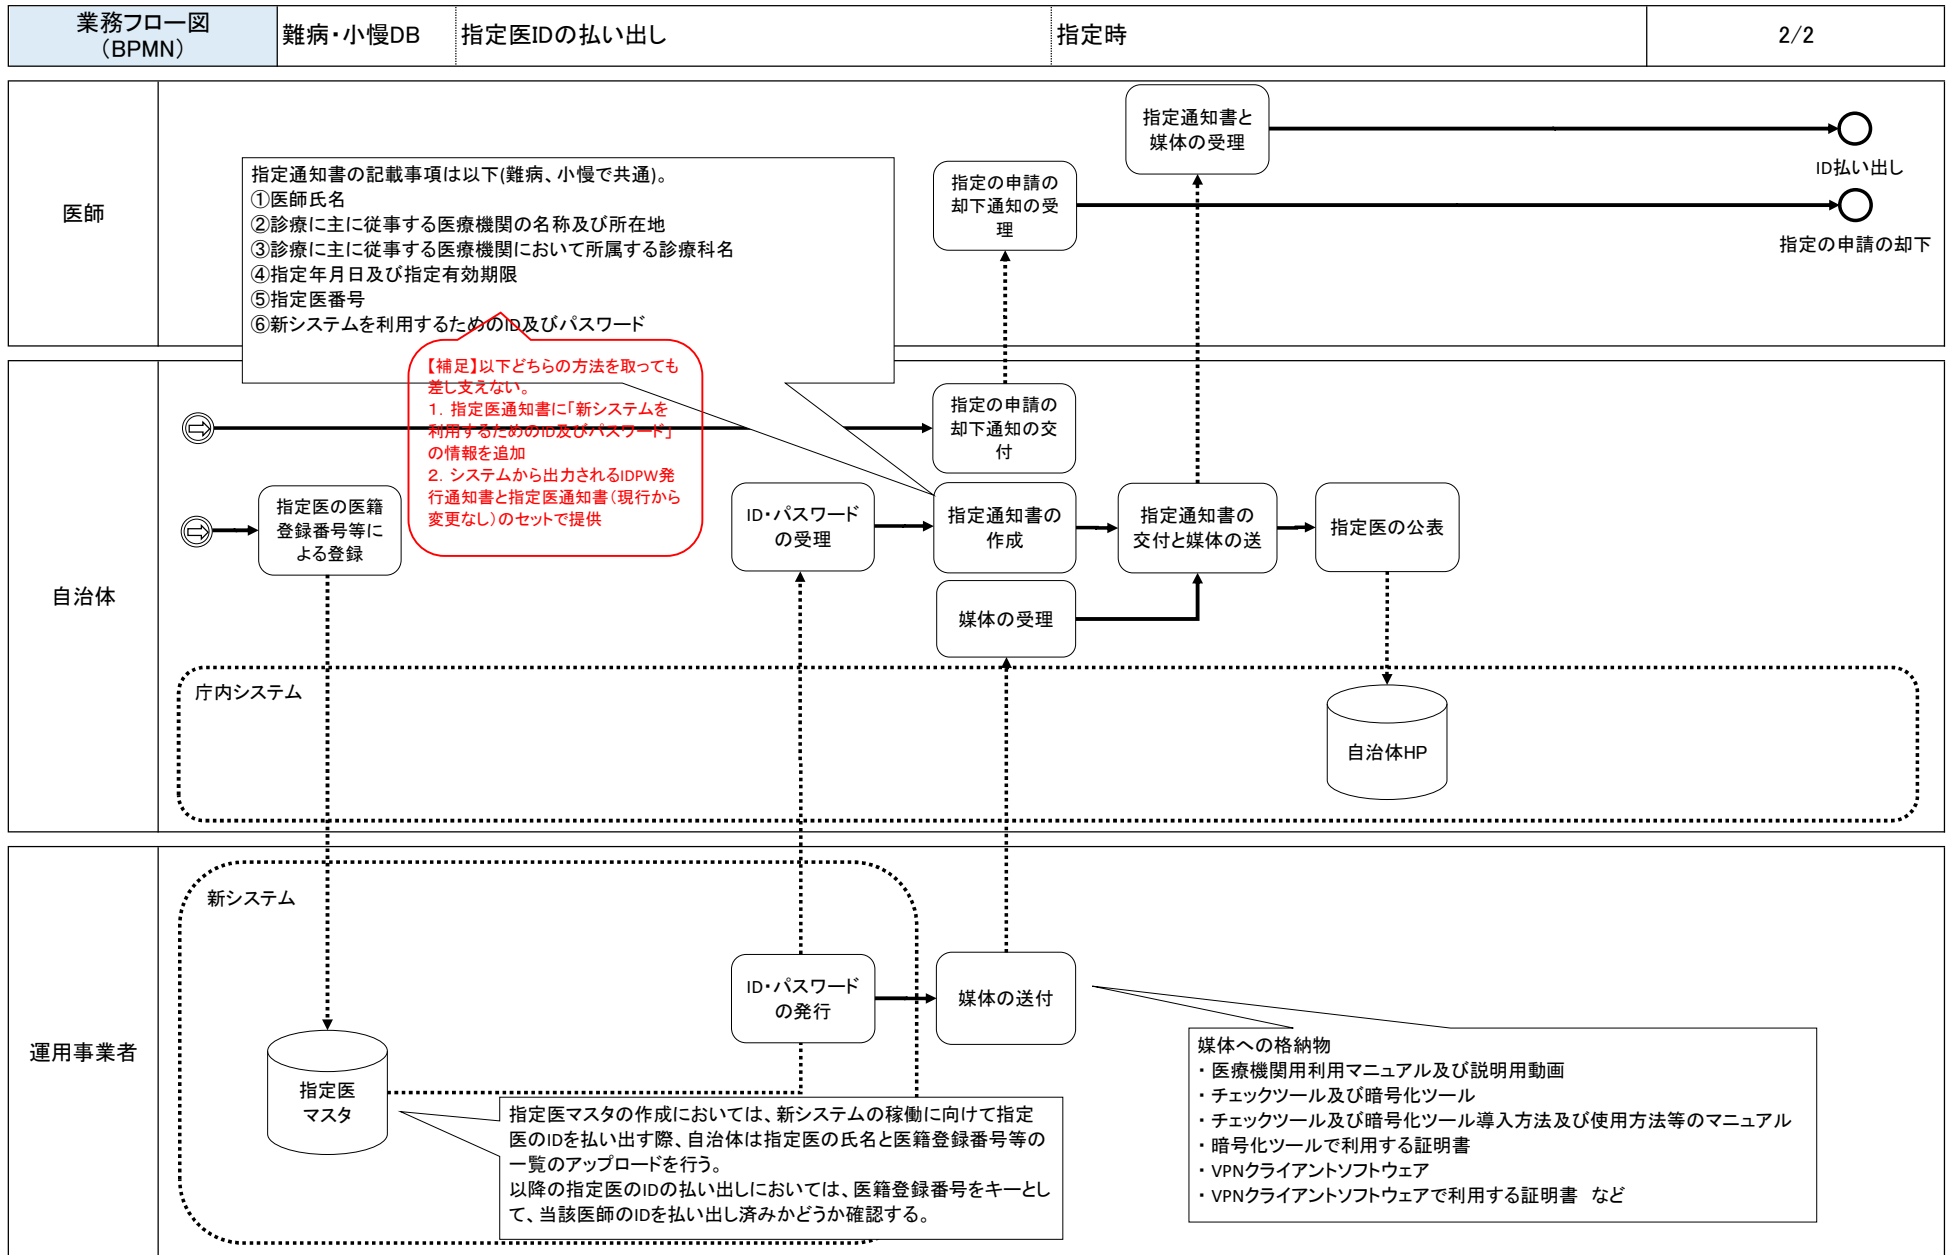 業務フロー図
（BPMN）
難病・小慢DB
指定医IDの払い出し
指定時
2/2
医師
指定通知書の記載事項は以下(難病、小慢で共通)。
①医師氏名
②診療に主に従事する医療機関の名称及び所在地
③診療に主に従事する医療機関において所属する診療科名
④指定年月日及び指定有効期限
⑤指定医番号
⑥新システムを利用するためのID及びパスワード
指定の申請の
却下通知の受
理
指定通知書と
媒体の受理
ID払い出し
指定の申請の却下
自治体
【補足】以下どちらの方法を取っても
差し支えない。
１．指定医通知書に「新システムを
利用するためのID及びパスワード」
の情報を追加
２．システムから出力されるIDPW発
行通知書と指定医通知書（現行から
変更なし）のセットで提供
指定の申請の
却下通知の交
付
指定医の医籍
登録番号等に
よる登録
ID・パスワード
の受理
指定通知書の
作成
指定通知書の
交付と媒体の送
指定医の公表
媒体の受理
庁内システム
自治体HP
運用事業者
新システム
ID・パスワード
の発行
媒体の送付
指定医
マスタ
指定医マスタの作成においては、新システムの稼働に向けて指定
医のIDを払い出す際、自治体は指定医の氏名と医籍登録番号等の
一覧のアップロードを行う。
以降の指定医のIDの払い出しにおいては、医籍登録番号をキーとし
て、当該医師のIDを払い出し済みかどうか確認する。
媒体への格納物
・医療機関用利用マニュアル及び説明用動画
・チェックツール及び暗号化ツール
・チェックツール及び暗号化ツール導入方法及び使用方法等のマニュアル
・暗号化ツールで利用する証明書
・VPNクライアントソフトウェア
・VPNクライアントソフトウェアで利用する証明書　など